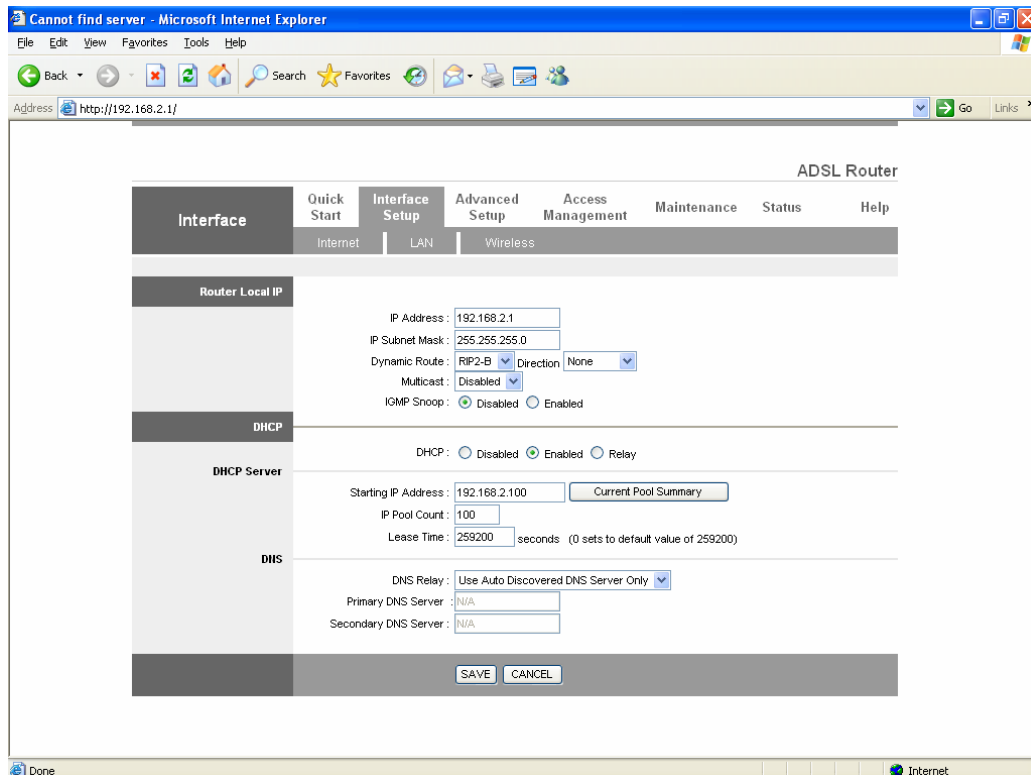 Cannot find server - Microsoft Internet Explorer
File Edit View Favorites Tools Help
Back Search Favorites
Address http://192.168.2.1/ Go Links
ADSL Router
Interface
Quick Start Interface Setup Advanced Setup Access Management Maintenance Status Help
Internet LAN Wireless
Router Local IP
IP Address : 192.168.2.1
IP Subnet Mask : 255.255.255.0
Dynamic Route : RIP2-B Direction None
Multicast : Disabled
IGMP Snoop : Disabled Enabled
DHCP
DHCP : Disabled Enabled Relay
DHCP Server
Starting IP Address : 192.168.2.100 Current Pool Summary
IP Pool Count : 100
Lease Time : 259200 seconds (0 sets to default value of 259200)
DNS
DNS Relay : Use Auto Discovered DNS Server Only
Primary DNS Server : N/A
Secondary DNS Server : N/A
SAVE CANCEL
Done Internet